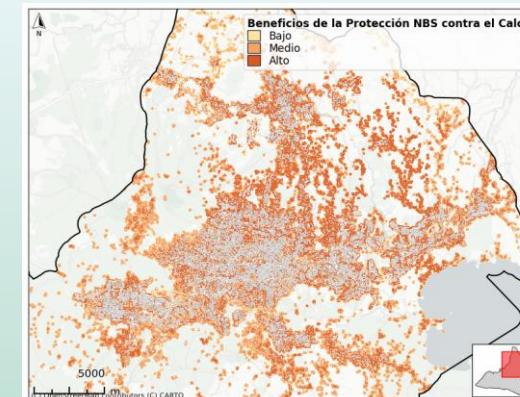 N
Beneficios de la Protección NBS contra el Calo
Bajo
Medio
Alto
5000
m
(C) OpenStreetMap contributors (C) CARTO